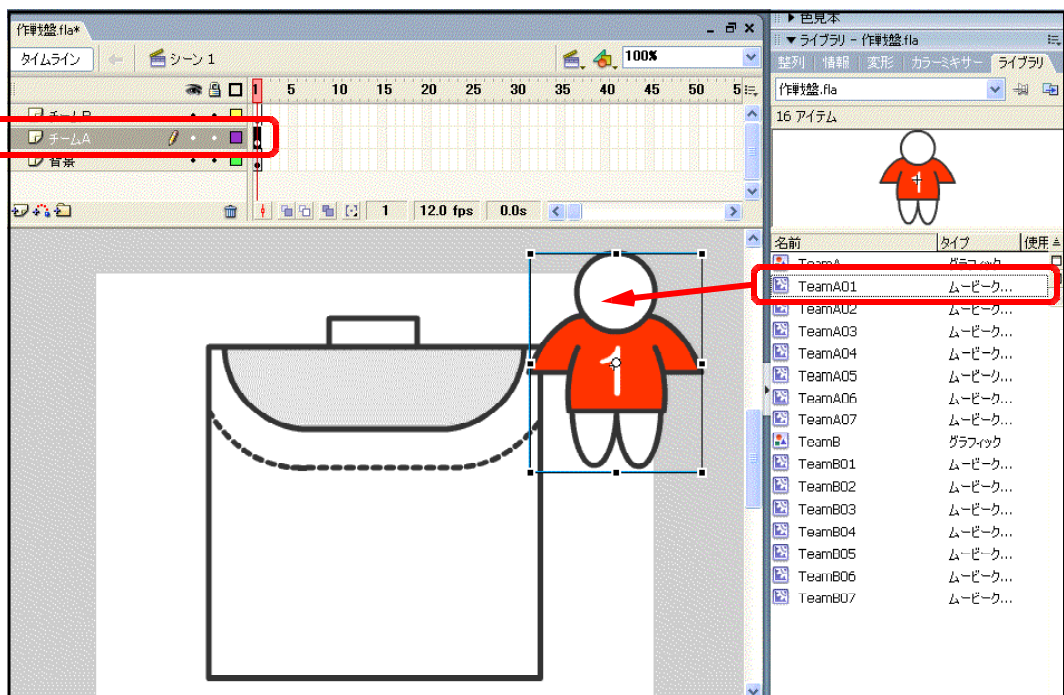 作戦盤.fla*
タイムライン
シーン 1
100%
1 5 10 15 20 25 30 35 40 45 50 5
チームB
チームA
背景
1 12.0 fps 0.0s
1
色見本
ライブラリ - 作戦盤.fla
整列 情報 変形 カラーミキサー ライブラリ
作戦盤.fla
16 アイテム
1
名前 タイプ 使用
TeamA グラフィック
TeamA01 ムービーク...
TeamA02 ムービーク...
TeamA03 ムービーク...
TeamA04 ムービーク...
TeamA05 ムービーク...
TeamA06 ムービーク...
TeamA07 ムービーク...
TeamB グラフィック
TeamB01 ムービーク...
TeamB02 ムービーク...
TeamB03 ムービーク...
TeamB04 ムービーク...
TeamB05 ムービーク...
TeamB06 ムービーク...
TeamB07 ムービーク...